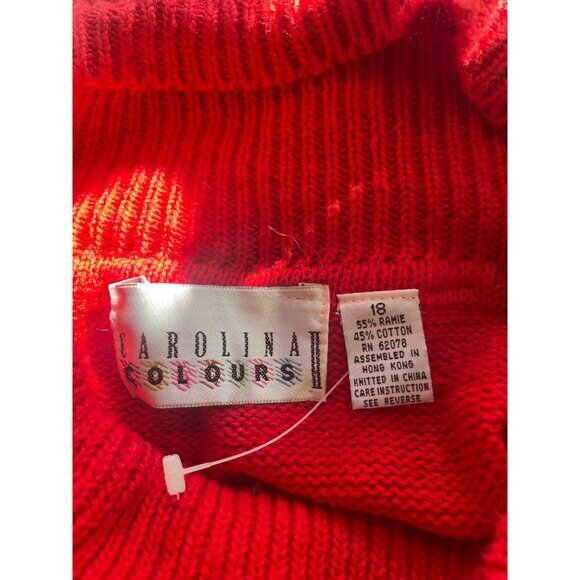 CAROLINA II
COLOURS
18
55% RAMIE
45% COTTON
RN 62078
ASSEMBLED IN
HONG KONG
KNITTED IN CHINA
CARE INSTRUCTION
SEE REVERSE